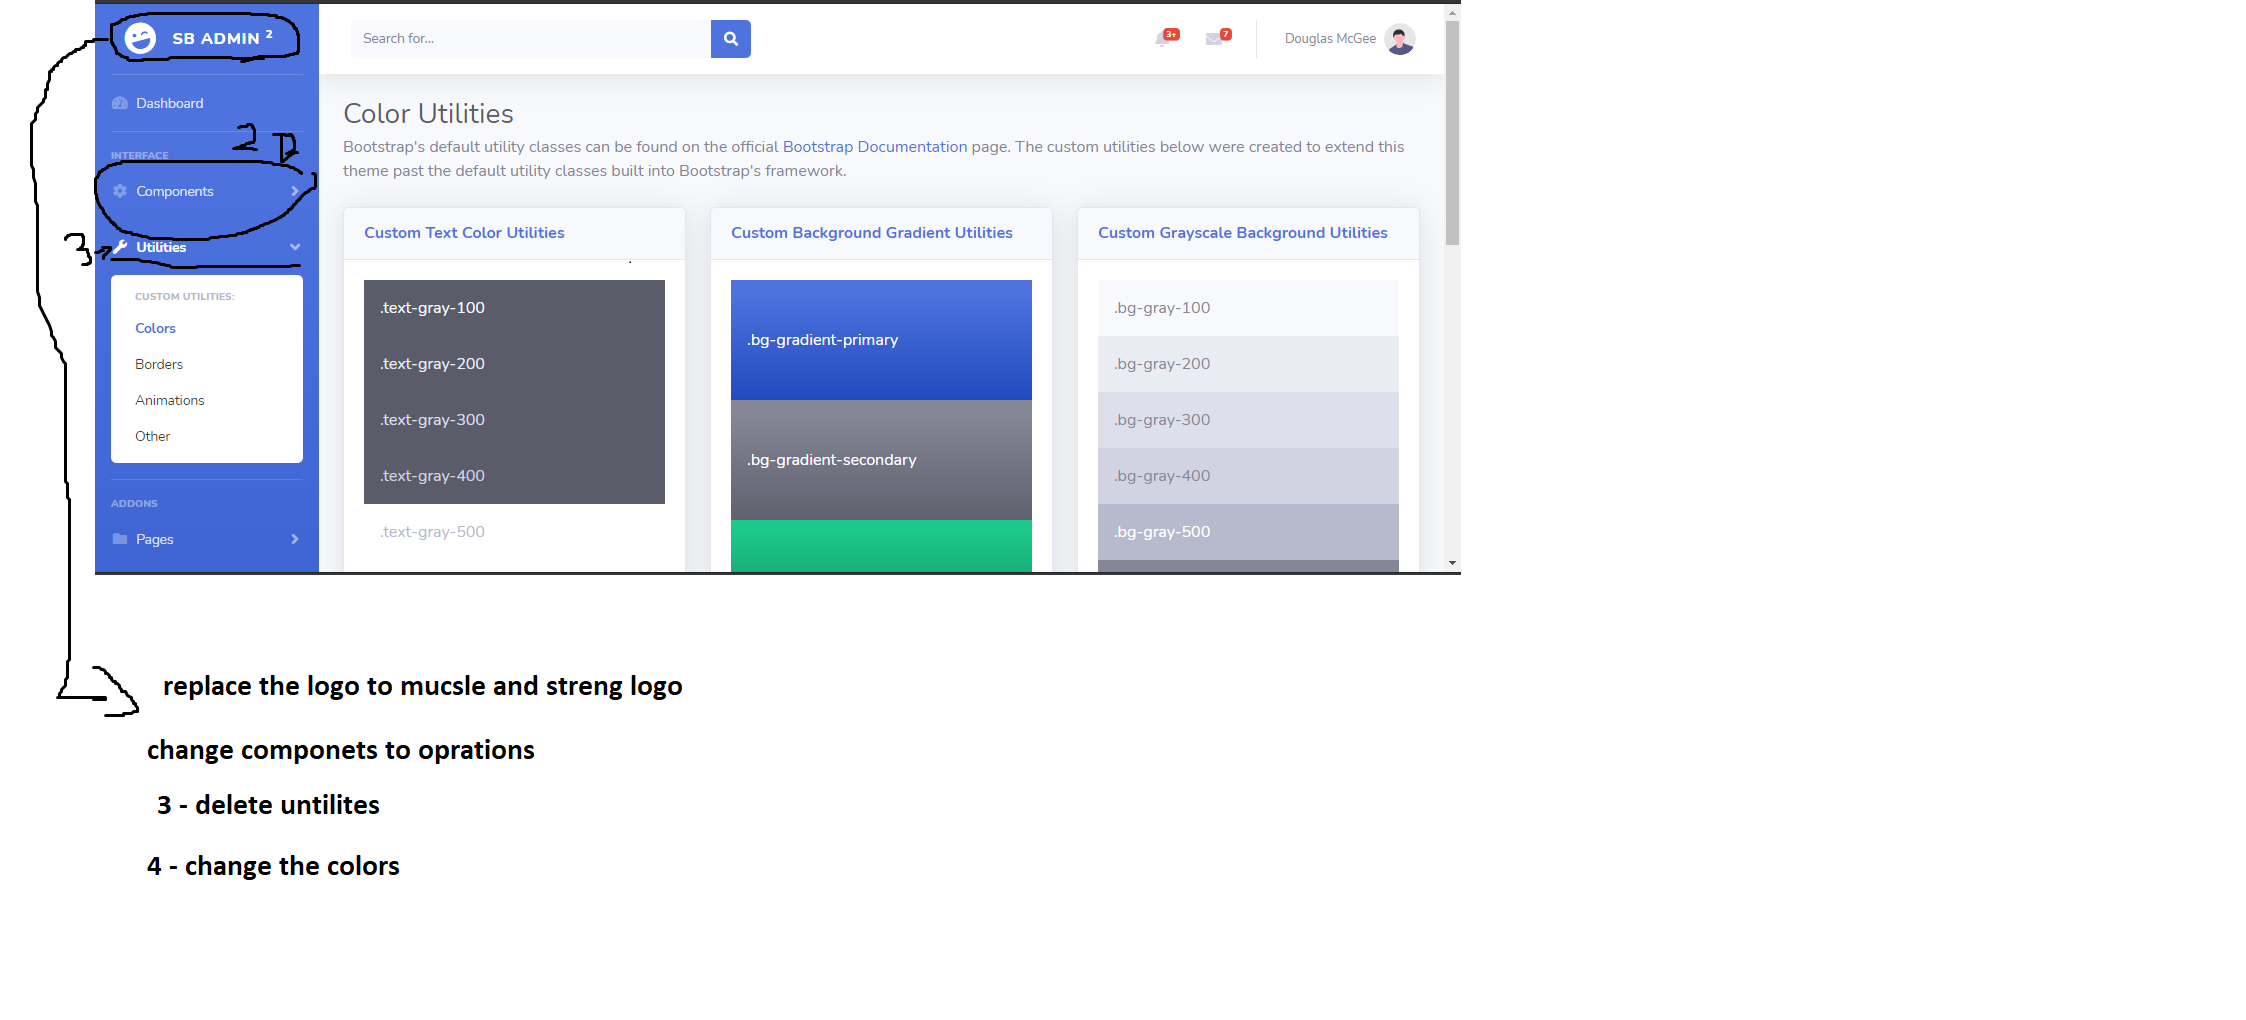 SB ADMIN 2
Search for...
3+
7
Douglas McGee
Dashboard
Color Utilities
2
INTERFACE
Bootstrap's default utility classes can be found on the official Bootstrap Documentation page. The custom utilities below were created to extend this
theme past the default utility classes built into Bootstrap's framework.
Components
3
Utilities
Custom Text Color Utilities
Custom Background Gradient Utilities
Custom Grayscale Background Utilities
CUSTOM UTILITIES:
Colors
Borders
Animations
Other
.text-gray-100
.text-gray-200
.text-gray-300
.text-gray-400
.text-gray-500
.bg-gradient-primary
.bg-gradient-secondary
.bg-gray-100
.bg-gray-200
.bg-gray-300
.bg-gray-400
.bg-gray-500
ADDONS
Pages
replace the logo to mucsle and streng logo
change componets to oprations
3 - delete untilites
4 - change the colors